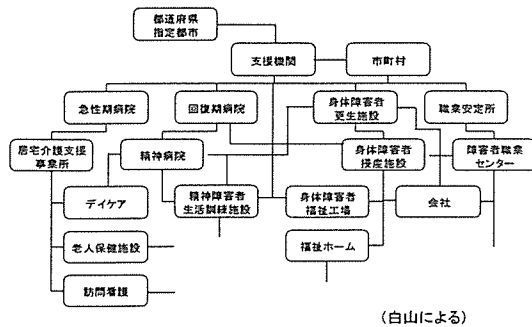 都道府県
指定都市
支援機関
市町村
急性期病院
回復期病院
身体障害者
更生施設
職業安定所
居宅介護支援
事業所
精神病院
身体障害者
授産施設
障害者職業
センター
デイケア
精神障害者
生活訓練施設
身体障害者
福祉工場
会社
老人保健施設
福祉ホーム
訪問看護
(白山による)